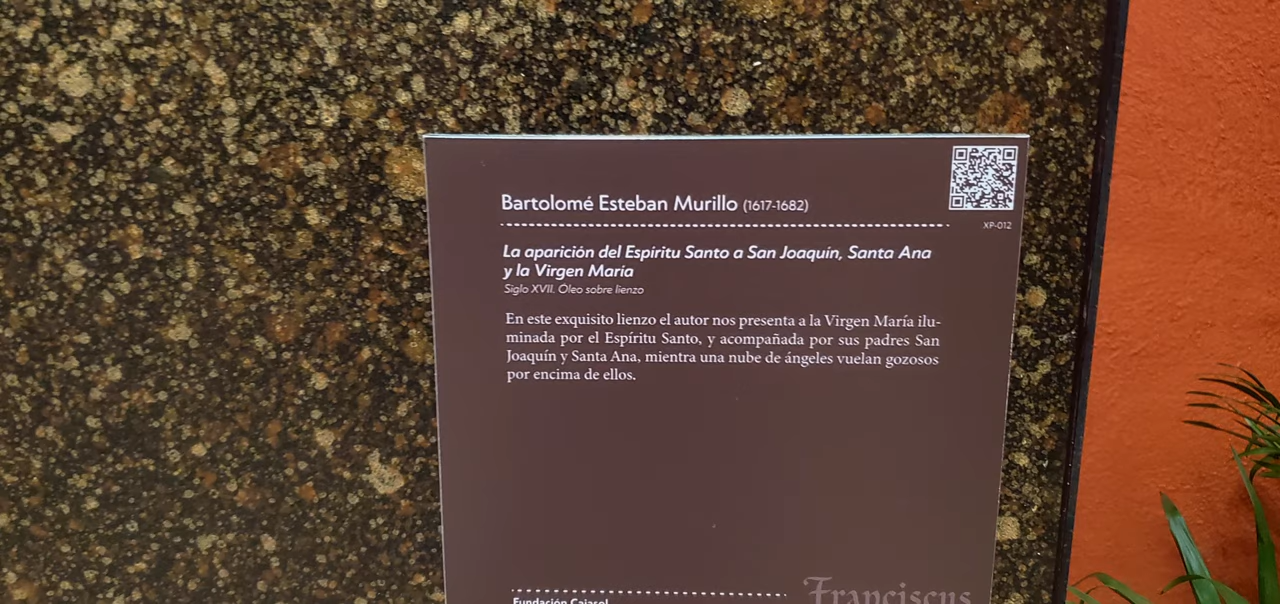 Bartolomé Esteban Murillo (1617-1682)
XP-012
La aparición del Espíritu Santo a San Joaquín, Santa Ana
y la Virgen María
Siglo XVII. Óleo sobre lienzo
En este exquisito lienzo el autor nos presenta a la Virgen María ilu-
minada por el Espíritu Santo, y acompañada por sus padres San
Joaquín y Santa Ana, mientra una nube de ángeles vuelan gozosos
por encima de ellos.
Fundación Cajasol
Franciscus